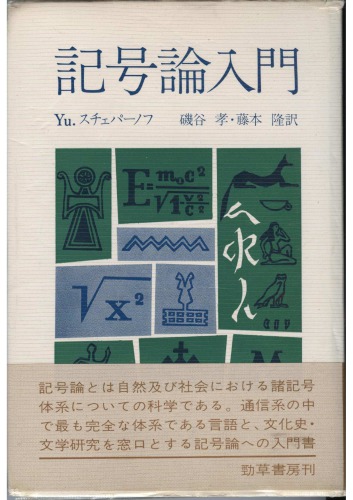 記号論入門
Yu.スチェパーノフ 磯谷 孝・藤本 隆訳
E=m₀c²/√1-v²/c²
√x²
M
記号論とは自然及び社会における諸記号
体系についての科学である。通信系の中
で最も完全な体系である言語と、文化史・
文学研究を窓口とする記号論への入門書
勁草書房刊